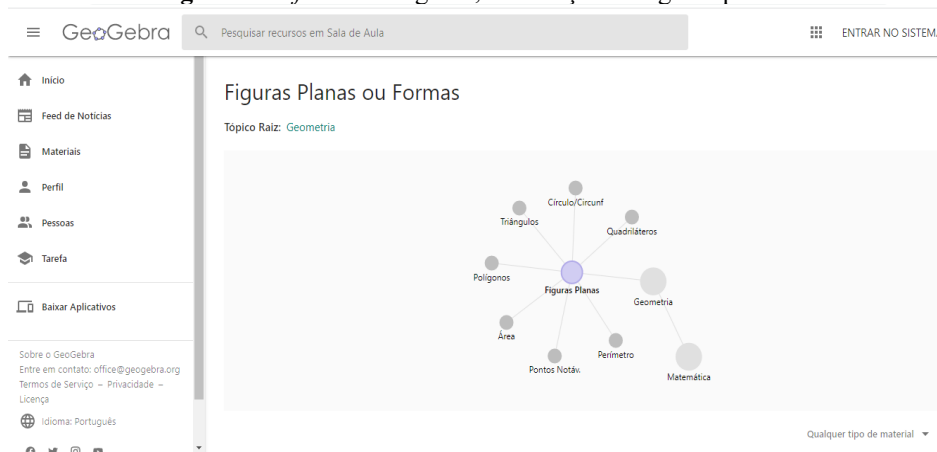 GeoGebra
Pesquisar recursos em Sala de Aula
ENTRAR NO SISTEMA
Início
Feed de Notícias
Materiais
Perfil
Pessoas
Tarefa
Baixar Aplicativos
Sobre o GeoGebra
Entre em contato: office@geogebra.org
Termos de Serviço – Privacidade –
Licença
Idioma: Português
Figuras Planas ou Formas
Tópico Raiz: Geometria
Círculo/Circunf
Triângulos
Quadriláteros
Polígonos
Figuras Planas
Geometria
Área
Perímetro
Pontos Notáv.
Matemática
Qualquer tipo de material